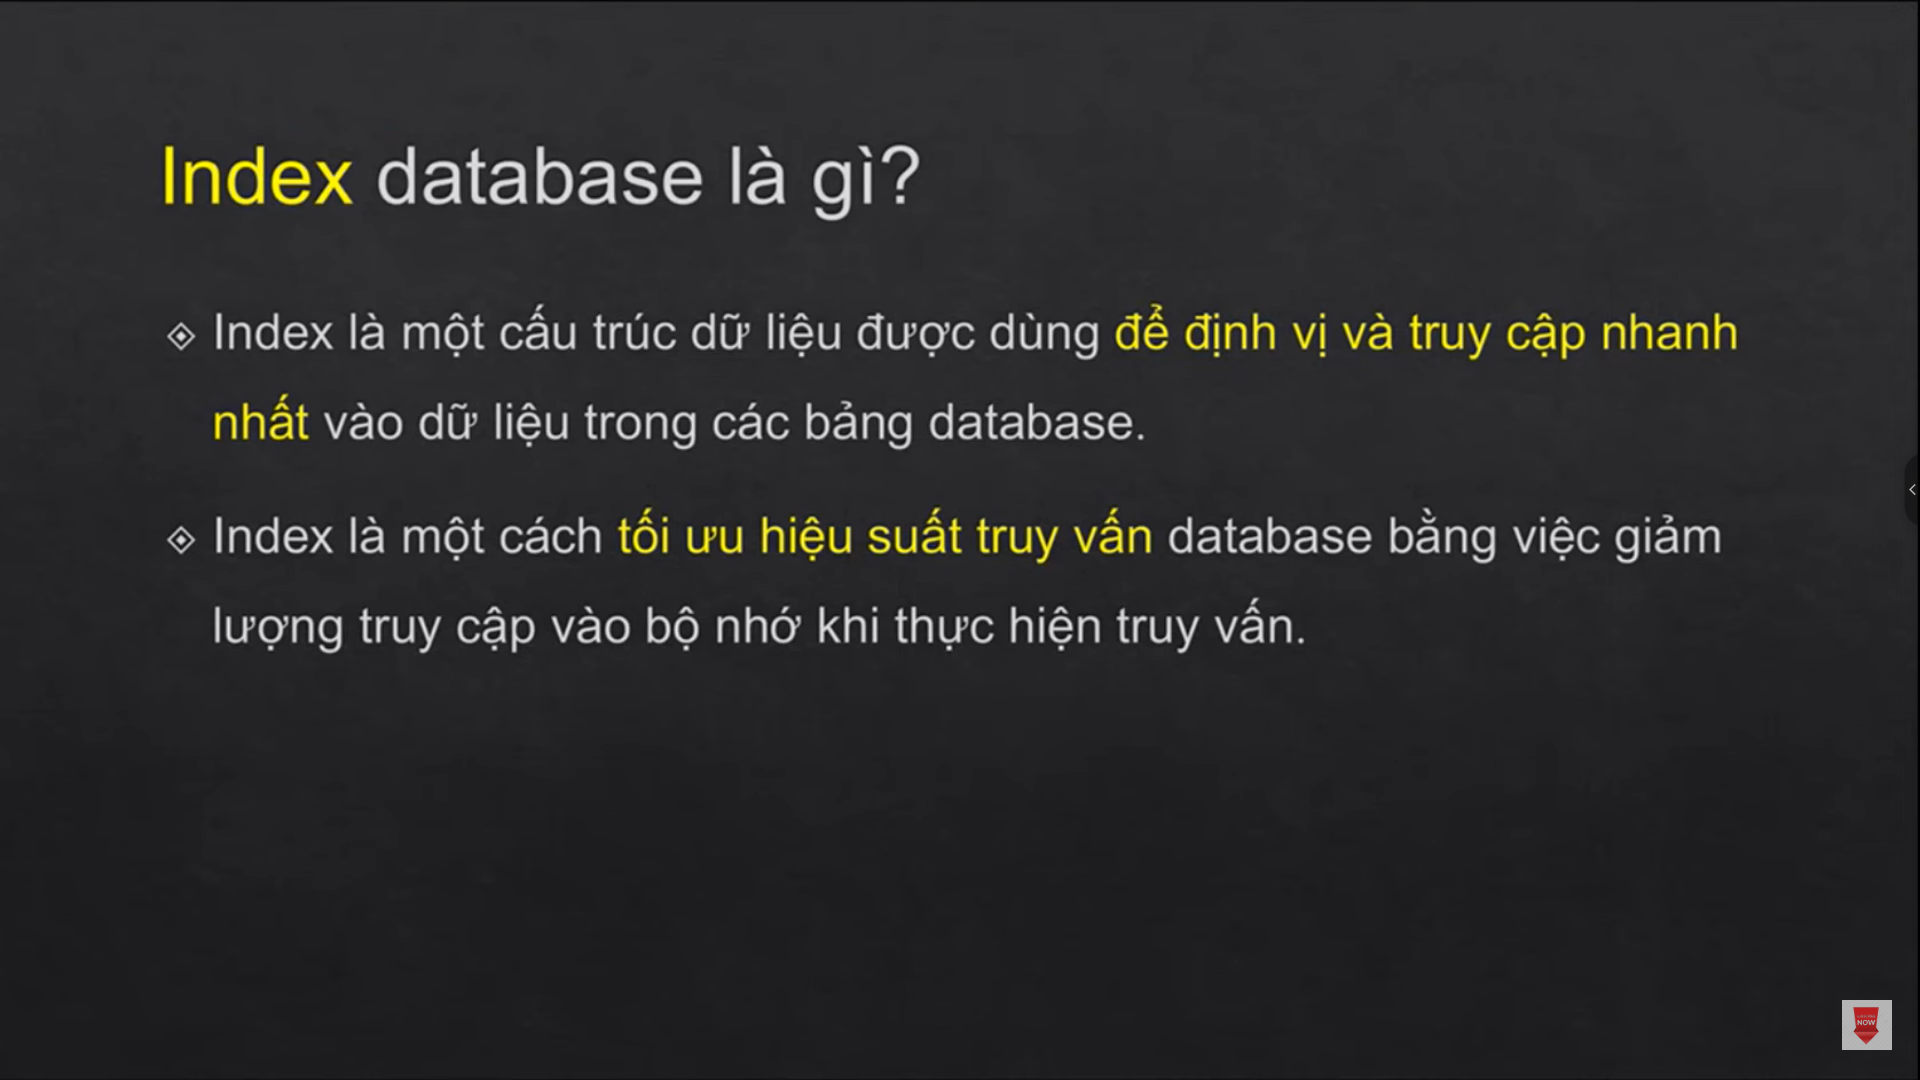 Index database là gì?
Index là một cấu trúc dữ liệu được dùng để định vị và truy cập nhanh
nhất vào dữ liệu trong các bảng database.
Index là một cách tối ưu hiệu suất truy vấn database bằng việc giảm
lượng truy cập vào bộ nhớ khi thực hiện truy vấn.
NOW